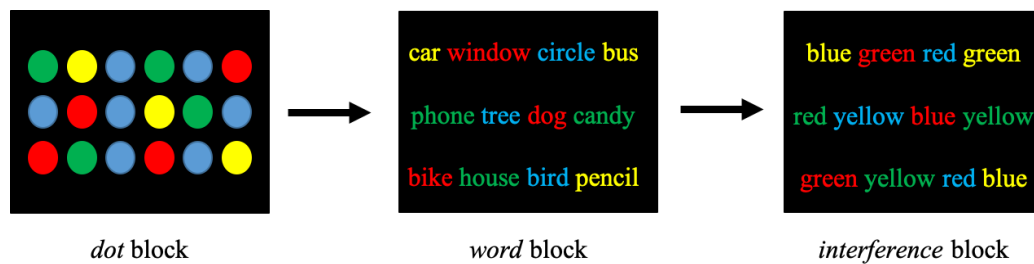 car window circle bus
phone tree dog candy
bike house bird pencil
blue green red green
red yellow blue yellow
green yellow red blue
dot block
word block
interference block